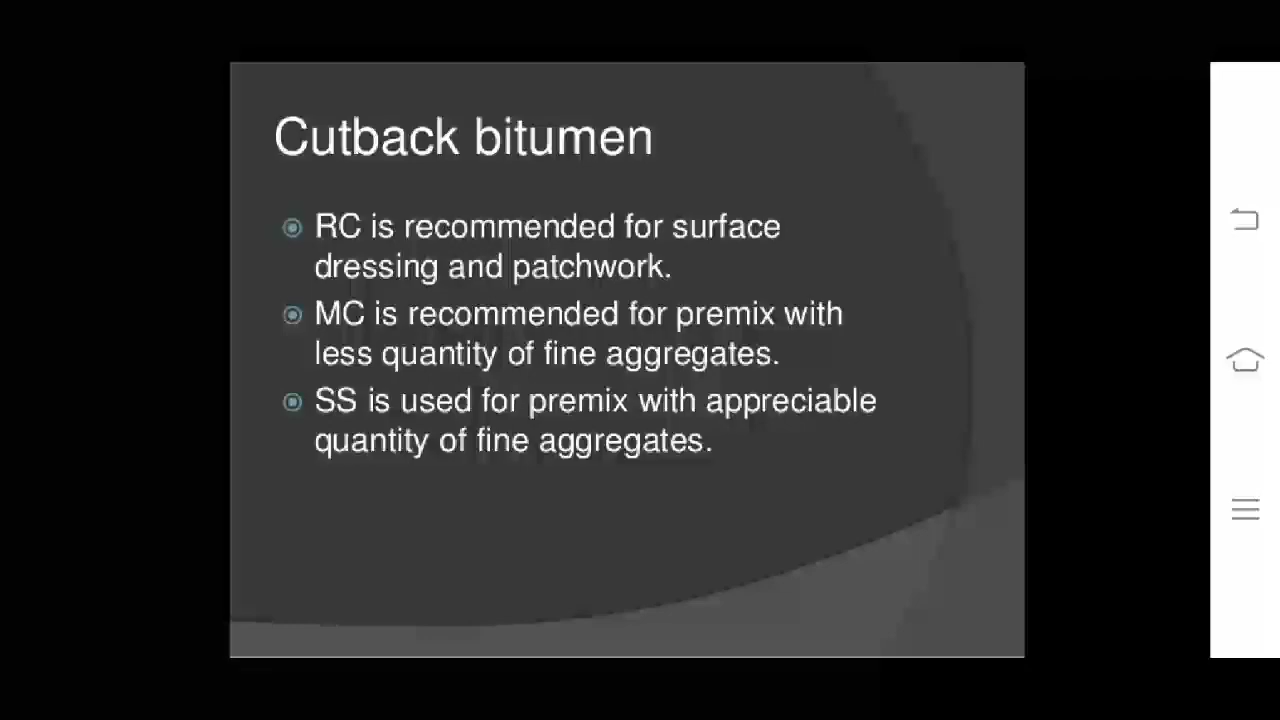 Cutback bitumen
RC is recommended for surface
dressing and patchwork.
MC is recommended for premix with
less quantity of fine aggregates.
SS is used for premix with appreciable
quantity of fine aggregates.